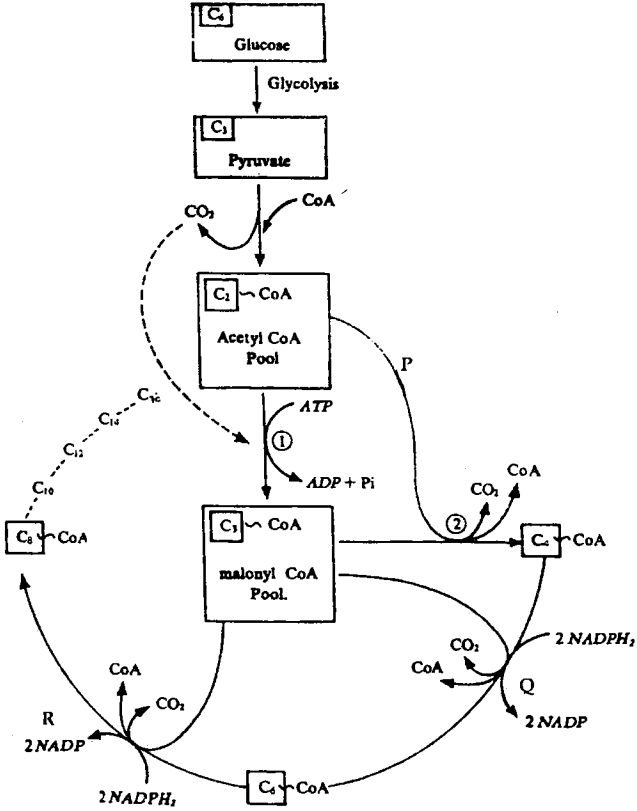 C₆
Glucose
Glycolysis
C₃
Pyruvate
CO₂
CoA
C₂ ~ CoA
Acetyl CoA
Pool
P
ATP
①
ADP + Pi
C₁₄
C₁₂
C₁₀
C₈ ~ CoA
C₃ ~ CoA
malonyl CoA
Pool.
②
CO₂
CoA
C₄ ~ CoA
2 NADPH₂
CO₂
CoA
Q
2 NADP
CoA
CO₂
R
2 NADP
2 NADPH₂
C₆ ~ CoA